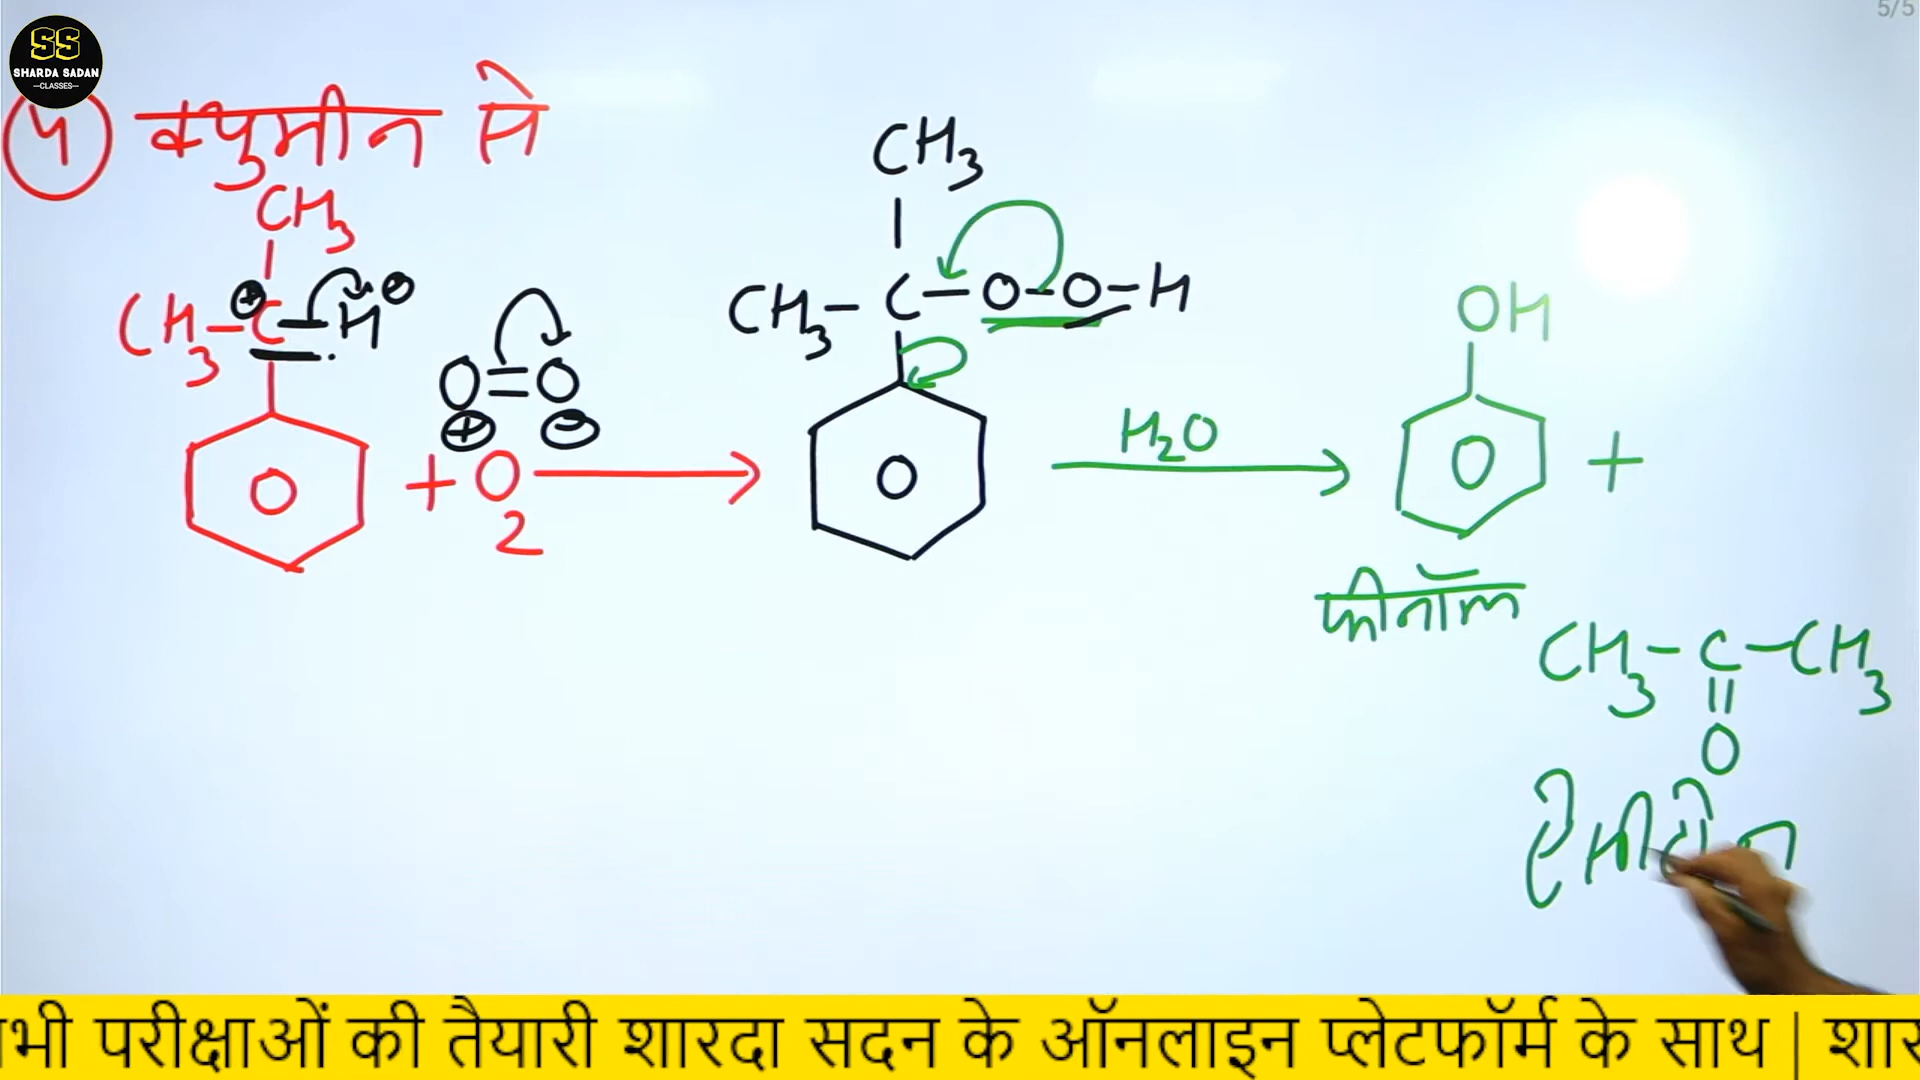 5/5
SS
SHARDA SADAN
—CLASSES—
५ क्युमीन से
CH3
CH3-C-H
O=O
+ O2
CH3
CH3-C-O-O-H
H2O
OH
+
फीनॉल
CH3-C-CH3
O
ऐसीटोन
भी परीक्षाओं की तैयारी शारदा सदन के ऑनलाइन प्लेटफॉर्म के साथ | शार